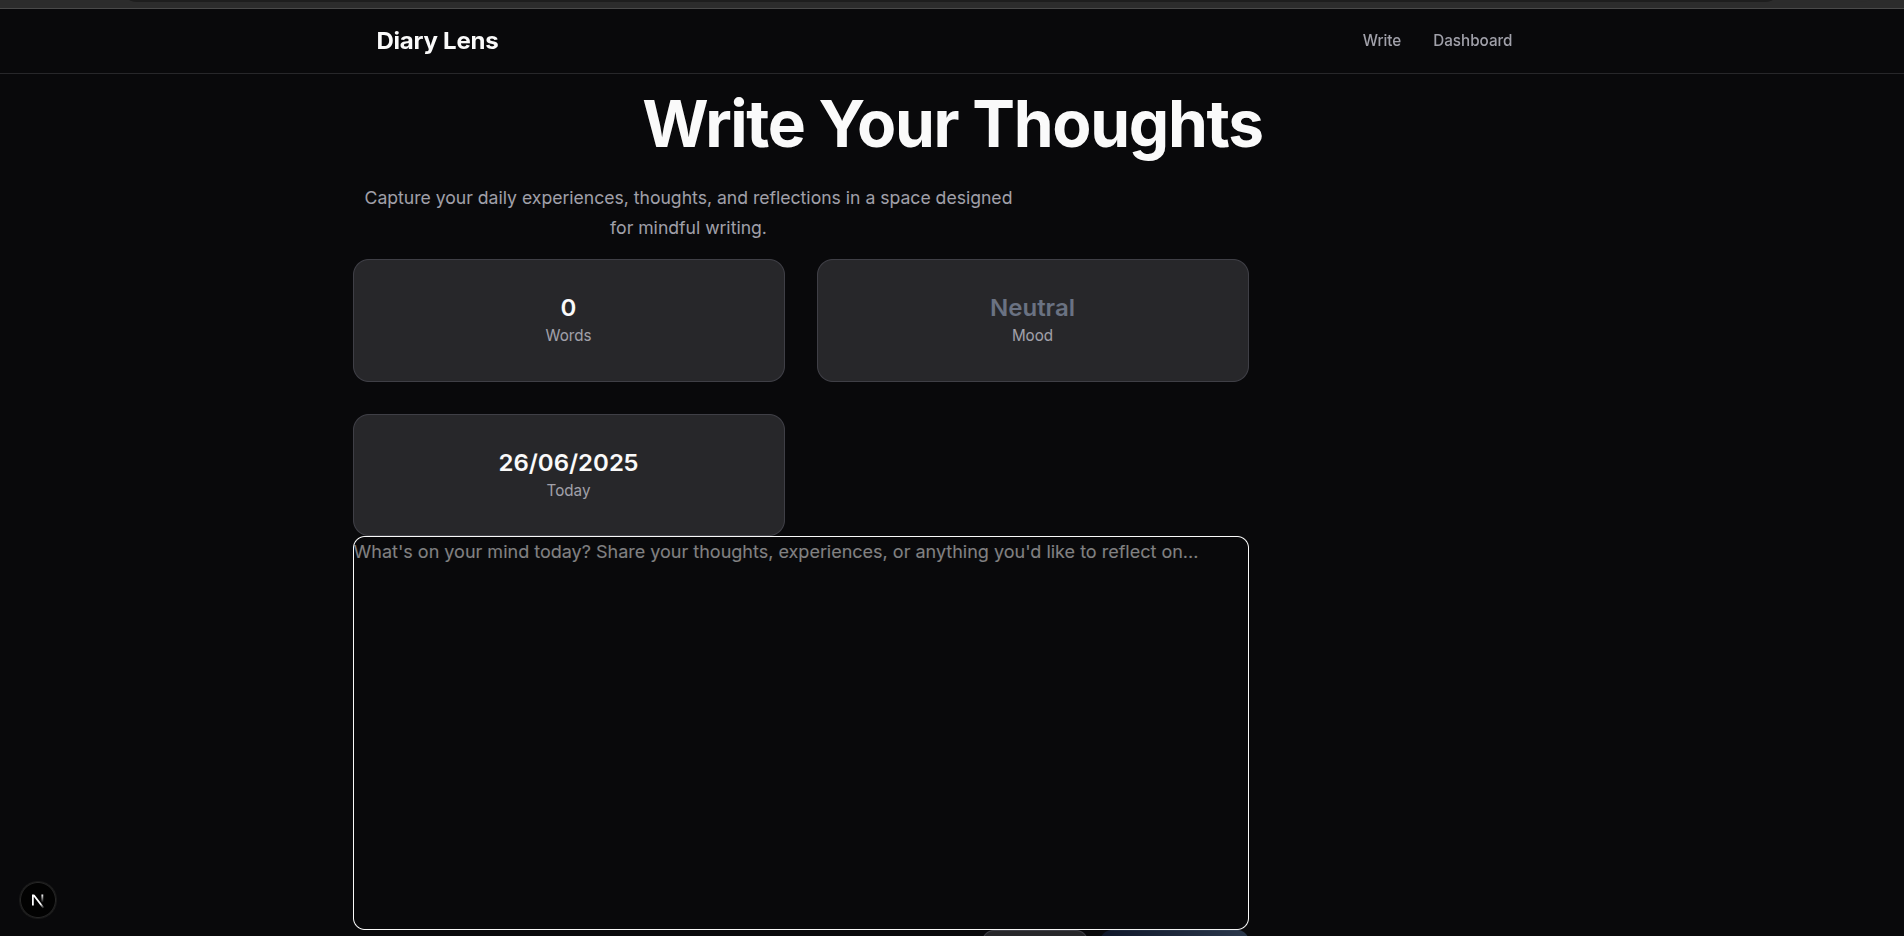 Diary Lens
Write
Dashboard
Write Your Thoughts
Capture your daily experiences, thoughts, and reflections in a space designed
for mindful writing.
0
Words
Neutral
Mood
26/06/2025
Today
What's on your mind today? Share your thoughts, experiences, or anything you'd like to reflect on...
N